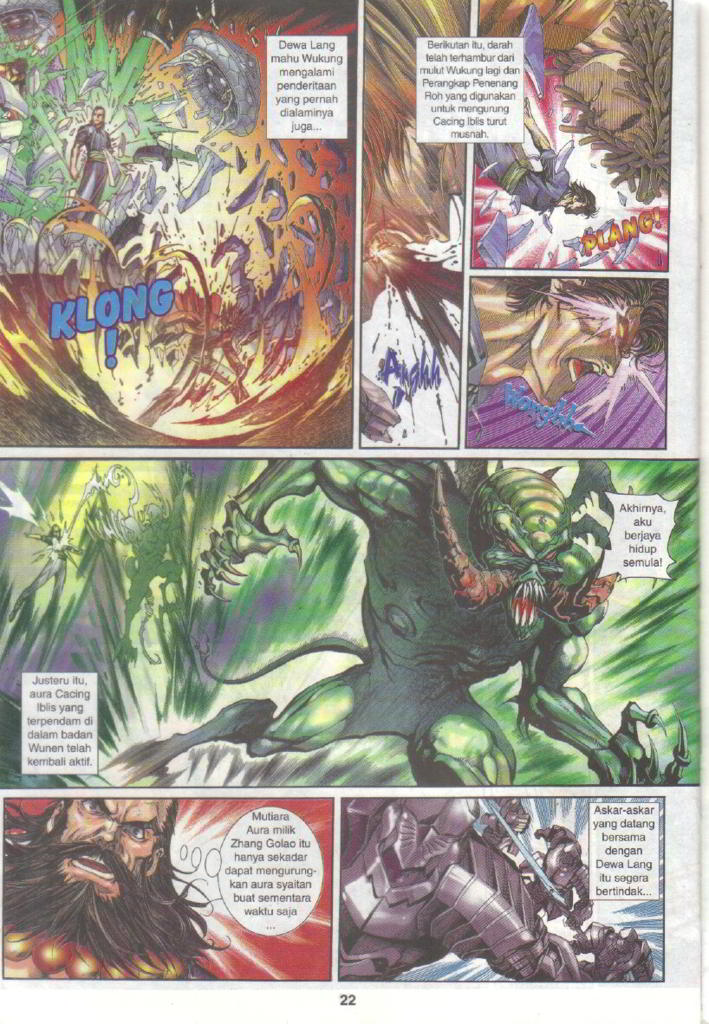 Dewa Lang
mahu Wukung
mengalami
penderitaan
yang pernah
dialaminya
juga...
KLONG
!
Berikutan itu, darah
telah terhambur dari
mulut Wukung lagi dan
Perangkap Penenang
Roh yang digunakan
untuk mengurung
Cacing Iblis turut
musnah.
PLANG!
Arghh
Akhirnya,
aku
berjaya
hidup
semula!
Justeru itu,
aura Cacing
Iblis yang
terpendam di
dalam badan
Wunen telah
kembali aktif.
Mutiara
Aura milik
Zhang Golao itu
hanya sekadar
dapat mengurung-
kan aura syaitan
buat sementara
waktu saja
...
Askar-askar
yang datang
bersama
dengan
Dewa Lang
itu segera
bertindak...
22